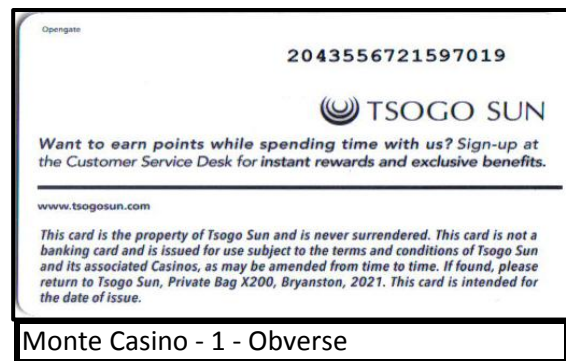 Opengate
2043556721597019
TSOGO SUN
Want to earn points while spending time with us? Sign-up at
the Customer Service Desk for instant rewards and exclusive benefits.
www.tsogosun.com
This card is the property of Tsogo Sun and is never surrendered. This card is not a
banking card and is issued for use subject to the terms and conditions of Tsogo Sun
and its associated Casinos, as may be amended from time to time. If found, please
return to Tsogo Sun, Private Bag X200, Bryanston, 2021. This card is intended for
the date of issue.
Monte Casino - 1 - Obverse